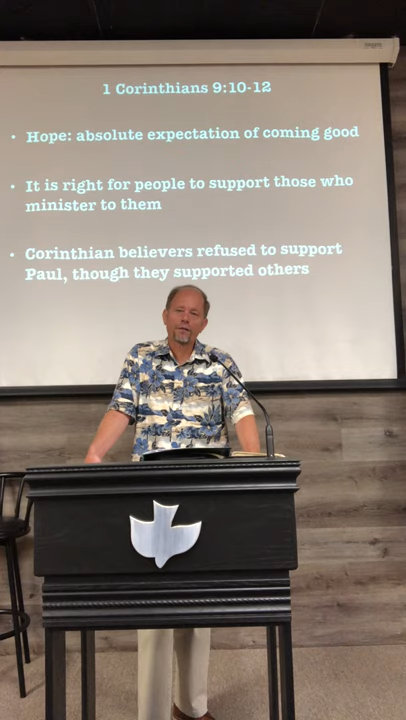 1 Corinthians 9:10-12
• Hope: absolute expectation of coming good
• It is right for people to support those who
minister to them
• Corinthian believers refused to support
Paul, though they supported others